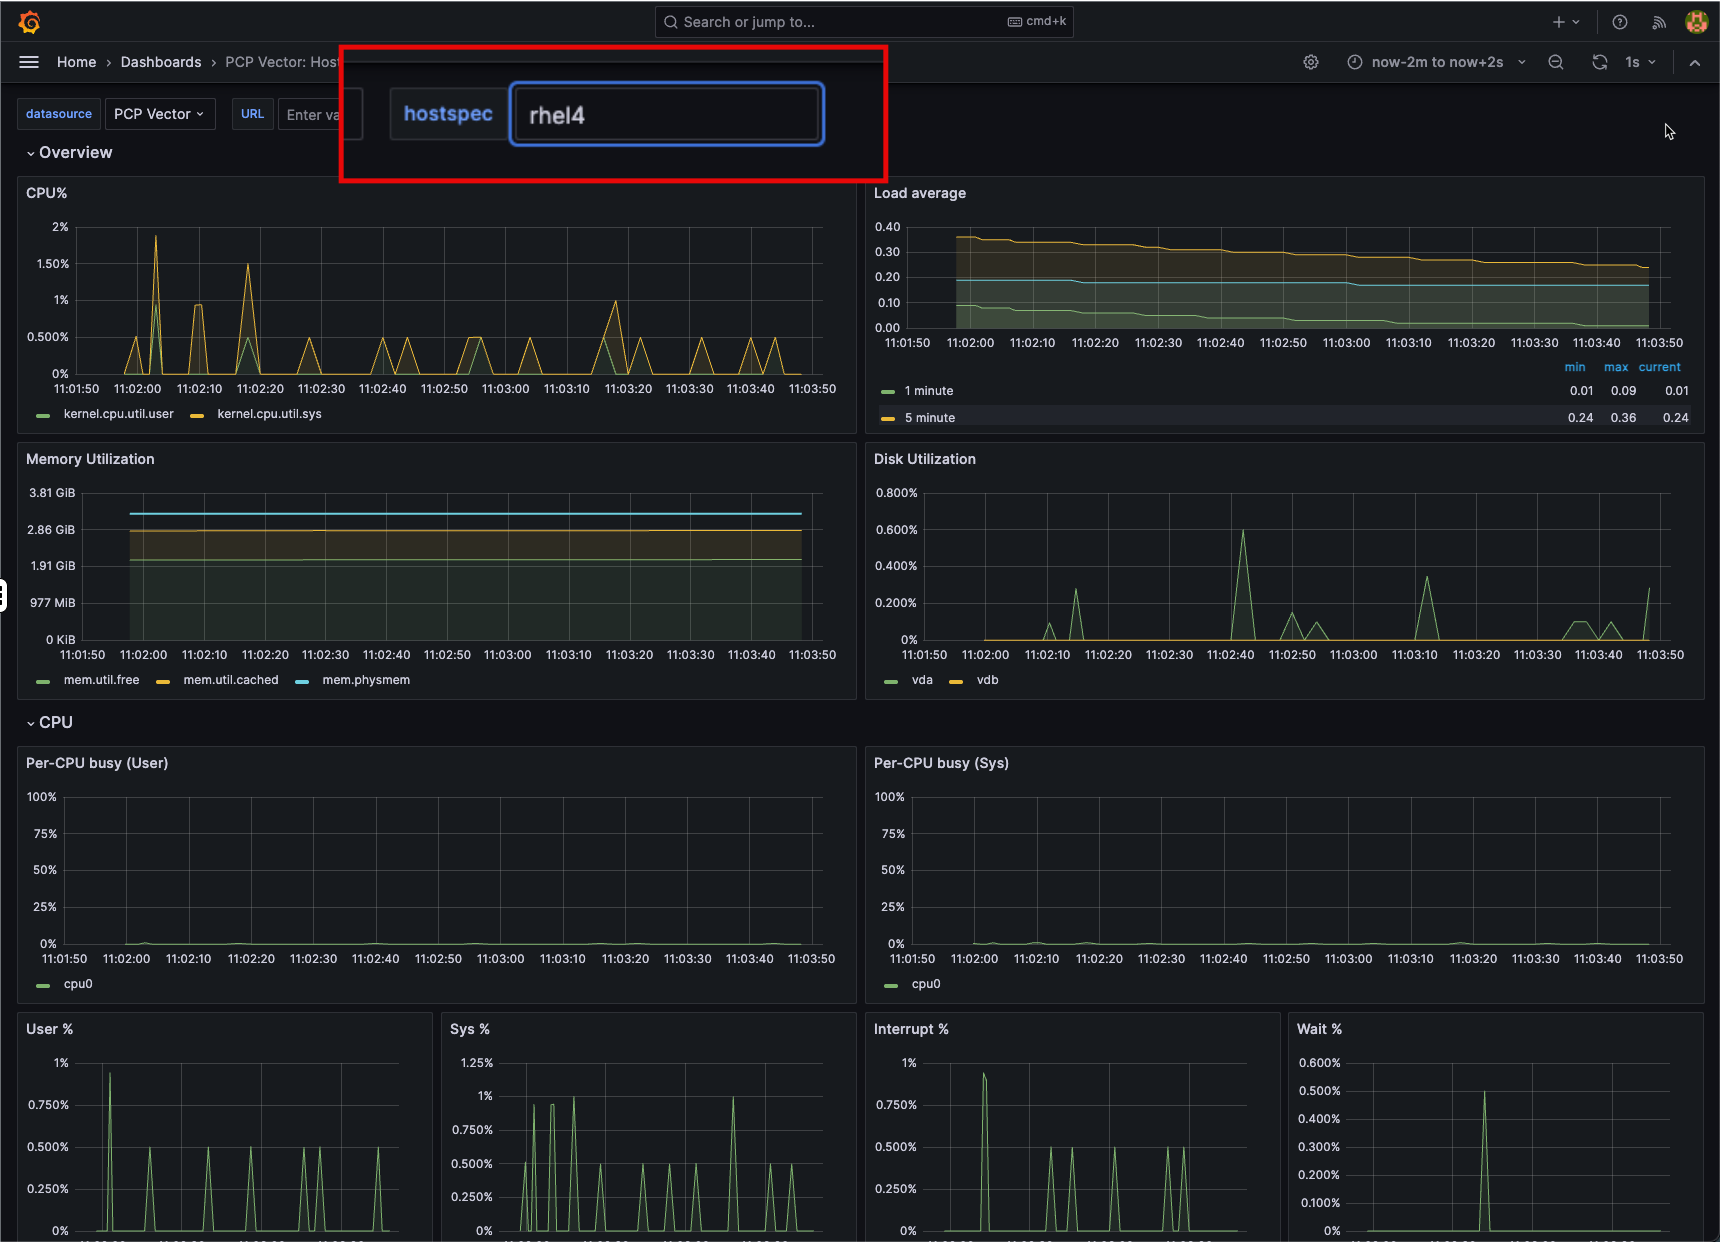 Search or jump to...
cmd+k
Home › Dashboards › PCP Vector: Host
now-2m to now+2s
1s
datasource PCP Vector
URL Enter va
hostspec rhel4
Overview
CPU%
2%
1.50%
1%
0.500%
0%
11:01:50 11:02:00 11:02:10 11:02:20 11:02:30 11:02:40 11:02:50 11:03:00 11:03:10 11:03:20 11:03:30 11:03:40 11:03:50
kernel.cpu.util.user kernel.cpu.util.sys
Load average
0.40
0.30
0.20
0.10
0.00
11:01:50 11:02:00 11:02:10 11:02:20 11:02:30 11:02:40 11:02:50 11:03:00 11:03:10 11:03:20 11:03:30 11:03:40 11:03:50
min max current
1 minute 0.01 0.09 0.01
5 minute 0.24 0.36 0.24
Memory Utilization
3.81 GiB
2.86 GiB
1.91 GiB
977 MiB
0 KiB
11:01:50 11:02:00 11:02:10 11:02:20 11:02:30 11:02:40 11:02:50 11:03:00 11:03:10 11:03:20 11:03:30 11:03:40 11:03:50
mem.util.free mem.util.cached mem.physmem
Disk Utilization
0.800%
0.600%
0.400%
0.200%
0%
11:01:50 11:02:00 11:02:10 11:02:20 11:02:30 11:02:40 11:02:50 11:03:00 11:03:10 11:03:20 11:03:30 11:03:40 11:03:50
vda vdb
CPU
Per-CPU busy (User)
100%
75%
50%
25%
0%
11:01:50 11:02:00 11:02:10 11:02:20 11:02:30 11:02:40 11:02:50 11:03:00 11:03:10 11:03:20 11:03:30 11:03:40 11:03:50
cpu0
Per-CPU busy (Sys)
100%
75%
50%
25%
0%
11:01:50 11:02:00 11:02:10 11:02:20 11:02:30 11:02:40 11:02:50 11:03:00 11:03:10 11:03:20 11:03:30 11:03:40 11:03:50
cpu0
User %
1%
0.750%
0.500%
0.250%
0%
Sys %
1.25%
1%
0.750%
0.500%
0.250%
0%
Interrupt %
1%
0.750%
0.500%
0.250%
0%
Wait %
0.600%
0.500%
0.400%
0.300%
0.200%
0.100%
0%